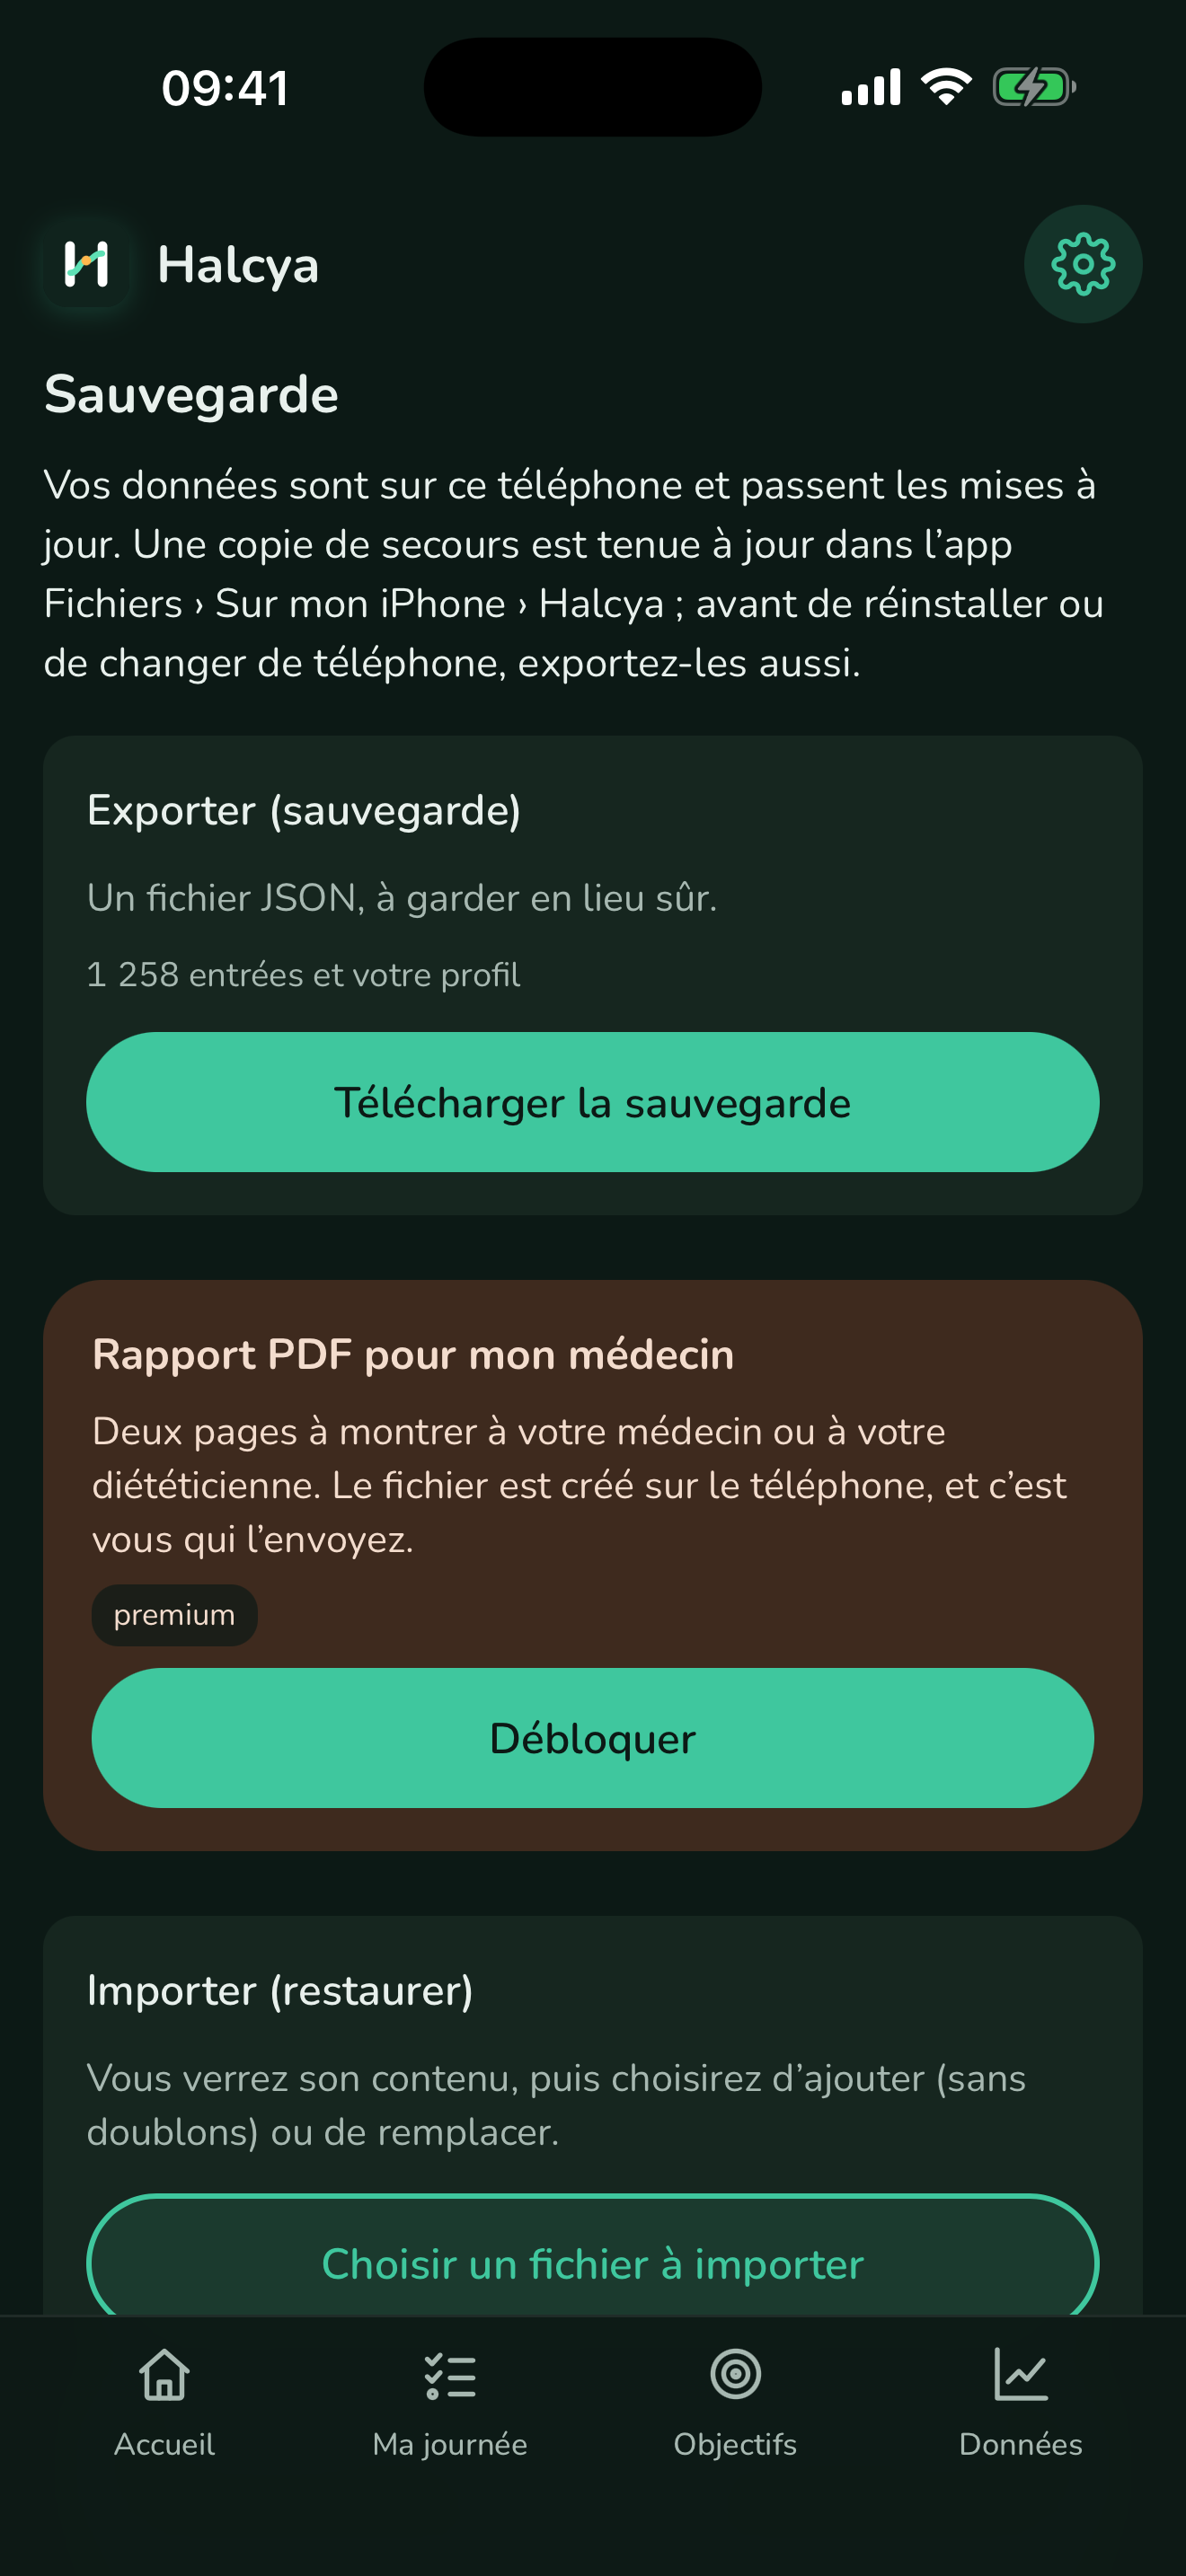 09:41
Halcya
Sauvegarde
Vos données sont sur ce téléphone et passent les mises à
jour. Une copie de secours est tenue à jour dans l’app
Fichiers › Sur mon iPhone › Halcya ; avant de réinstaller ou
de changer de téléphone, exportez-les aussi.
Exporter (sauvegarde)
Un fichier JSON, à garder en lieu sûr.
1 258 entrées et votre profil
Télécharger la sauvegarde
Rapport PDF pour mon médecin
Deux pages à montrer à votre médecin ou à votre
diététicienne. Le fichier est créé sur le téléphone, et c’est
vous qui l’envoyez.
premium
Débloquer
Importer (restaurer)
Vous verrez son contenu, puis choisirez d’ajouter (sans
doublons) ou de remplacer.
Choisir un fichier à importer
Accueil
Ma journée
Objectifs
Données